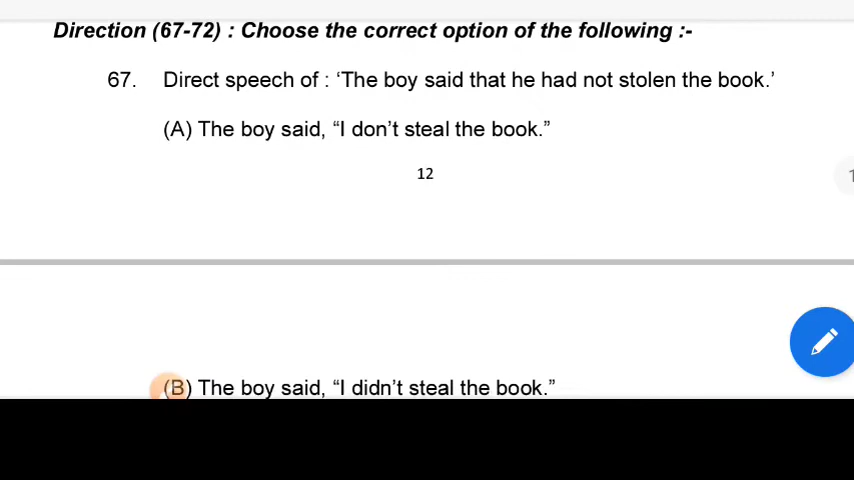 Direction (67-72) : Choose the correct option of the following :-
67. Direct speech of : ‘The boy said that he had not stolen the book.’
(A) The boy said, “I don’t steal the book.”
12
1
(B) The boy said, “I didn’t steal the book.”